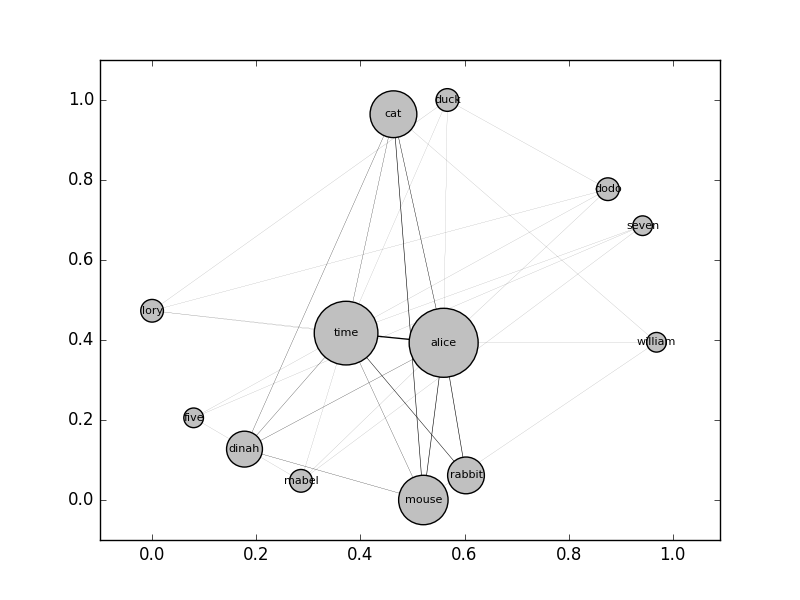 1.0
0.8
0.6
0.4
0.2
0.0
0.0
0.2
0.4
0.6
0.8
1.0
duck
cat
dodo
seven
lory
time
alice
william
five
dinah
rabbit
mabel
mouse